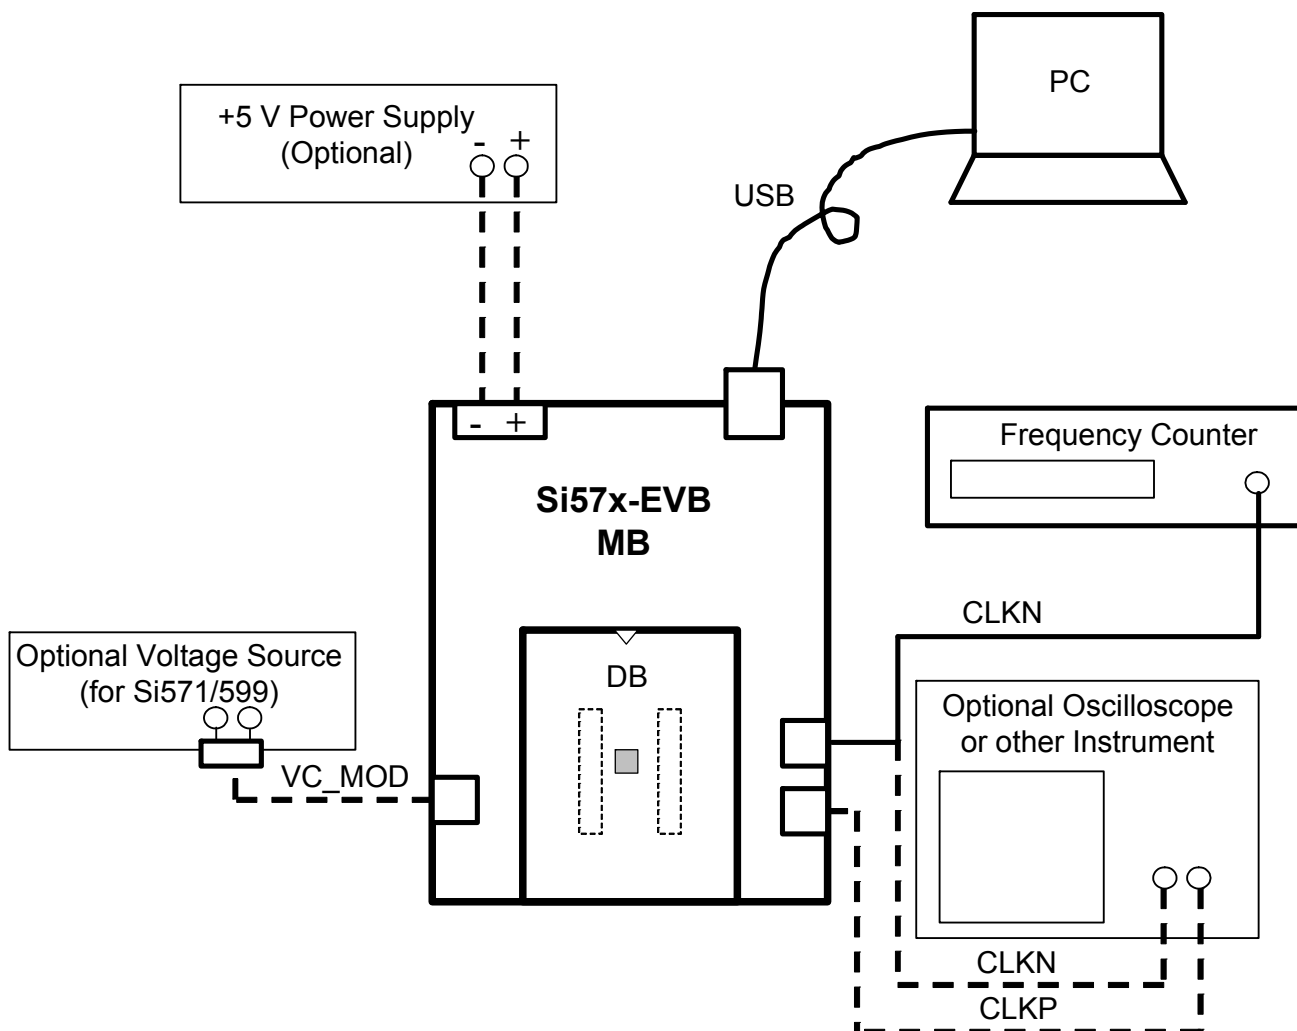 PC
+5 V Power Supply
(Optional)
- +
USB
- +
Si57x-EVB
MB
Frequency Counter
CLKN
Optional Voltage Source
(for Si571/599)
DB
Optional Oscilloscope
or other Instrument
VC_MOD
CLKN
CLKP